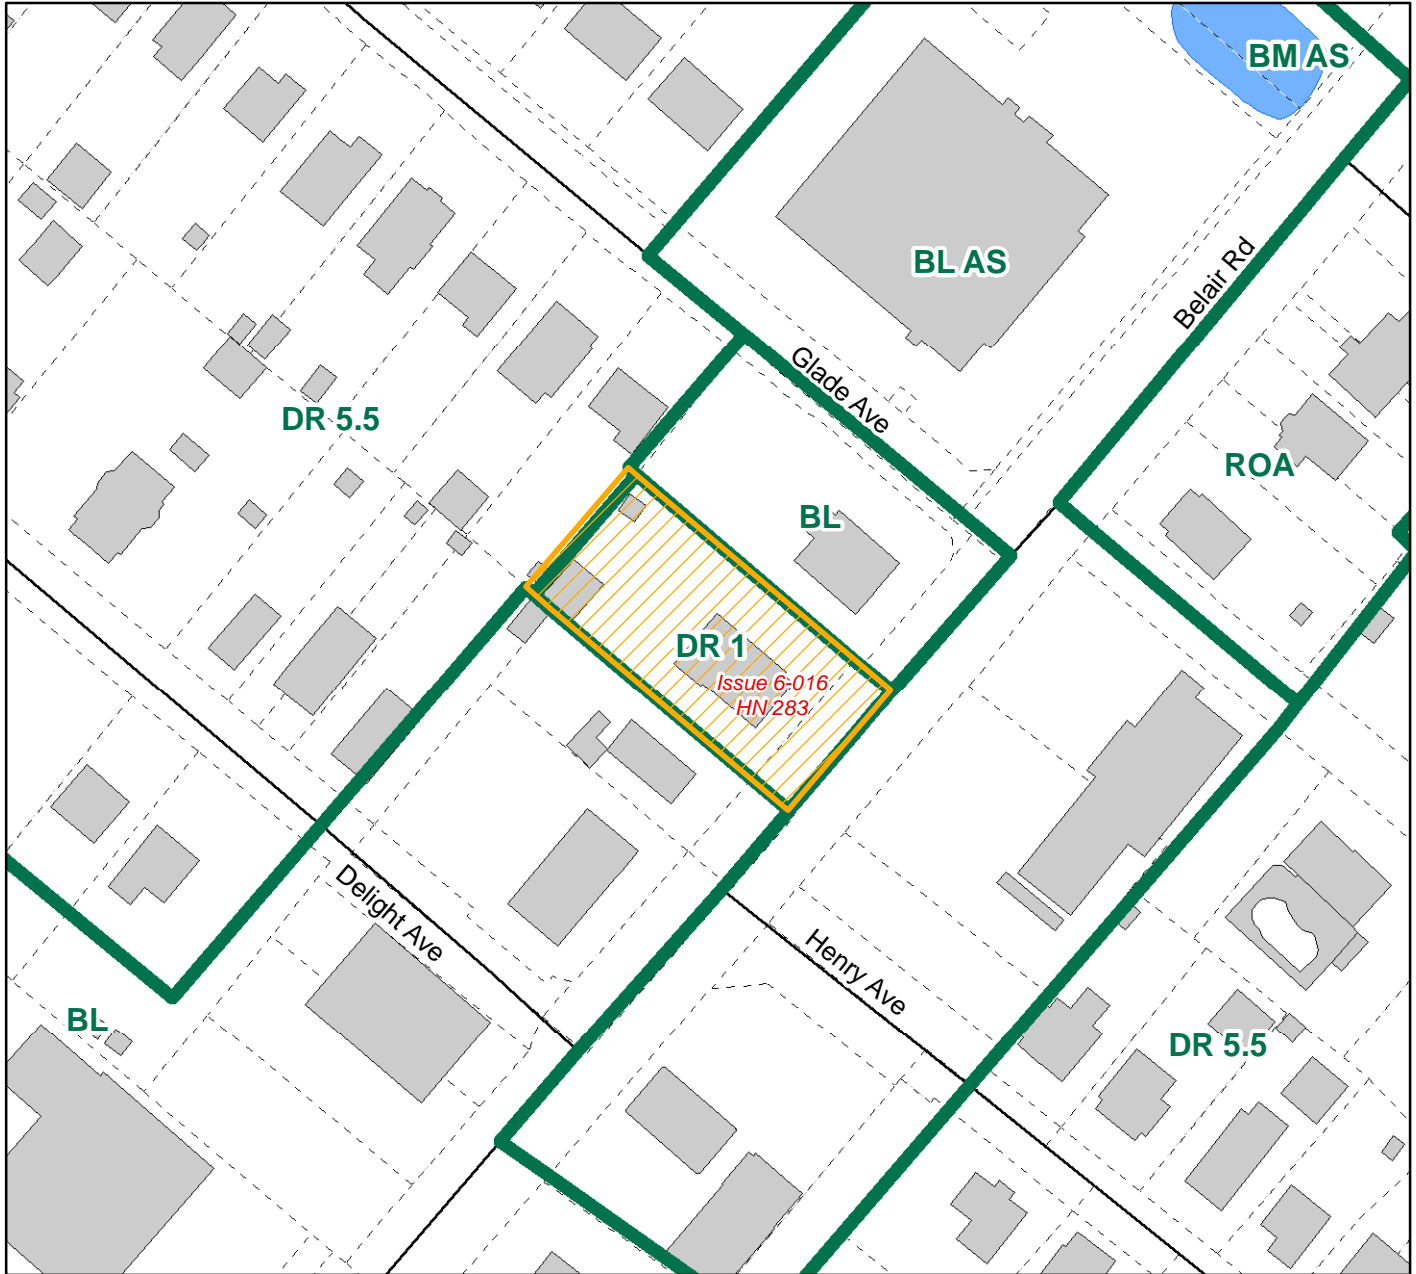 BM AS
BL AS
Belair Rd
Glade Ave
DR 5.5
ROA
BL
DR 1
Issue 6-016
HN 283
Delight Ave
Henry Ave
BL
DR 5.5